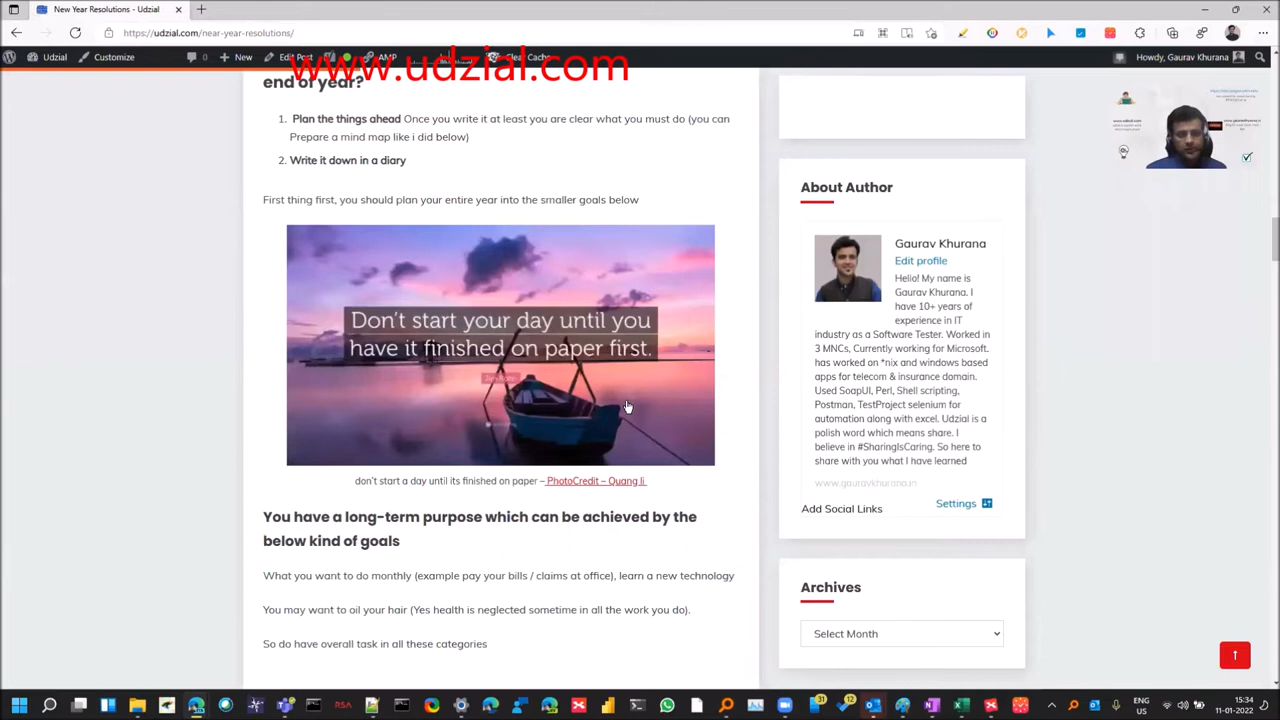 New Year Resolutions - Udzial
https://udzial.com/near-year-resolutions/
Udzial
Customize
0
New
Edit Post
AMP
Clear Cache
Howdy, Gaurav Khurana
www.udzial.com
end of year?
1. Plan the things ahead Once you write it at least you are clear what you must do (you can
Prepare a mind map like i did below)
2. Write it down in a diary
First thing first, you should plan your entire year into the smaller goals below
Don't start your day until you
have it finished on paper first.
Jim Rohn
don't start a day until its finished on paper – PhotoCredit – Quang li
You have a long-term purpose which can be achieved by the
below kind of goals
What you want to do monthly (example pay your bills / claims at office), learn a new technology
You may want to oil your hair (Yes health is neglected sometime in all the work you do).
So do have overall task in all these categories
About Author
Gaurav Khurana
Edit profile
Hello! My name is
Gaurav Khurana. I
have 10+ years of
experience in IT
industry as a Software Tester. Worked in
3 MNCs, Currently working for Microsoft.
has worked on *nix and windows based
apps for telecom & insurance domain.
Used SoapUI, Perl, Shell scripting,
Postman, TestProject selenium for
automation along with excel. Udzial is a
polish word which means share. I
believe in #SharingIsCaring. So here to
share with you what I have learned
www.gauravkhurana.in
Settings
Add Social Links
Archives
Select Month
RSA
31
12
ENG
US
15:34
11-01-2022